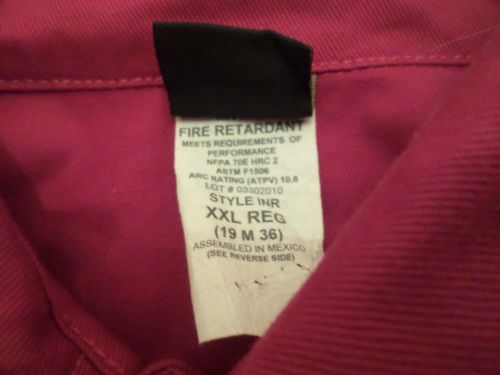 FIRE RETARDANT
MEETS REQUIREMENTS OF
PERFORMANCE
NFPA 70E HRC 2
ASTM F1506
ARC RATING (ATPV) 10.8
LOT # 03302010
STYLE INR
XXL REG
(19 M 36)
ASSEMBLED IN MEXICO
(SEE REVERSE SIDE)